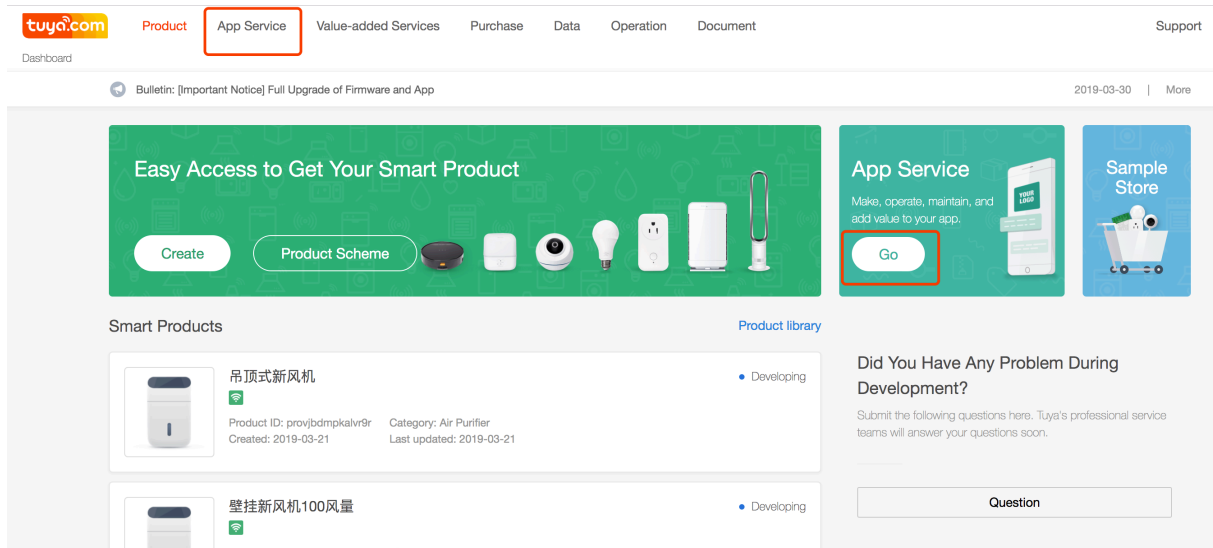 tuya.com
Product
App Service
Value-added Services
Purchase
Data
Operation
Document
Support
Dashboard
Bulletin: [Important Notice] Full Upgrade of Firmware and App
2019-03-30 | More
Easy Access to Get Your Smart Product
Create
Product Scheme
App Service
Make, operate, maintain, and
add value to your app.
Go
YOUR
LOGO
Sample
Store
Smart Products
Product library
吊顶式新风机
Developing
Product ID: provjbdmpkalvr9r
Category: Air Purifier
Created: 2019-03-21
Last updated: 2019-03-21
壁挂新风机100风量
Developing
Did You Have Any Problem During
Development?
Submit the following questions here. Tuya's professional service
teams will answer your questions soon.
Question